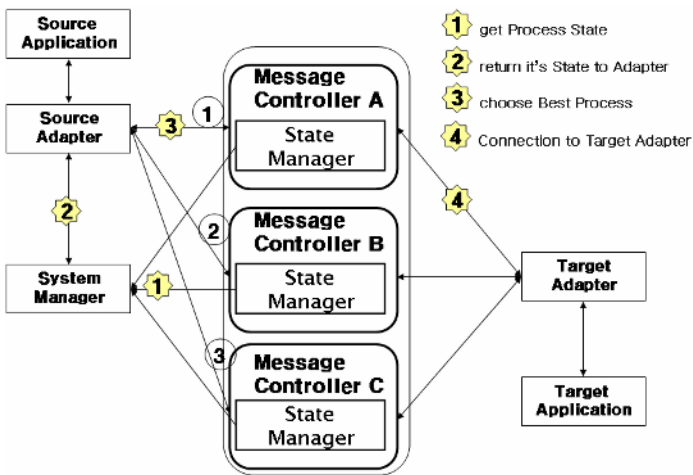 Source
Application
Source
Adapter
System
Manager
1
2
3
Message
Controller A
State
Manager
Message
Controller B
State
Manager
Message
Controller C
State
Manager
1
2
3
4
Target
Adapter
Target
Application
1 get Process State
2 return it's State to Adapter
3 choose Best Process
4 Connection to Target Adapter